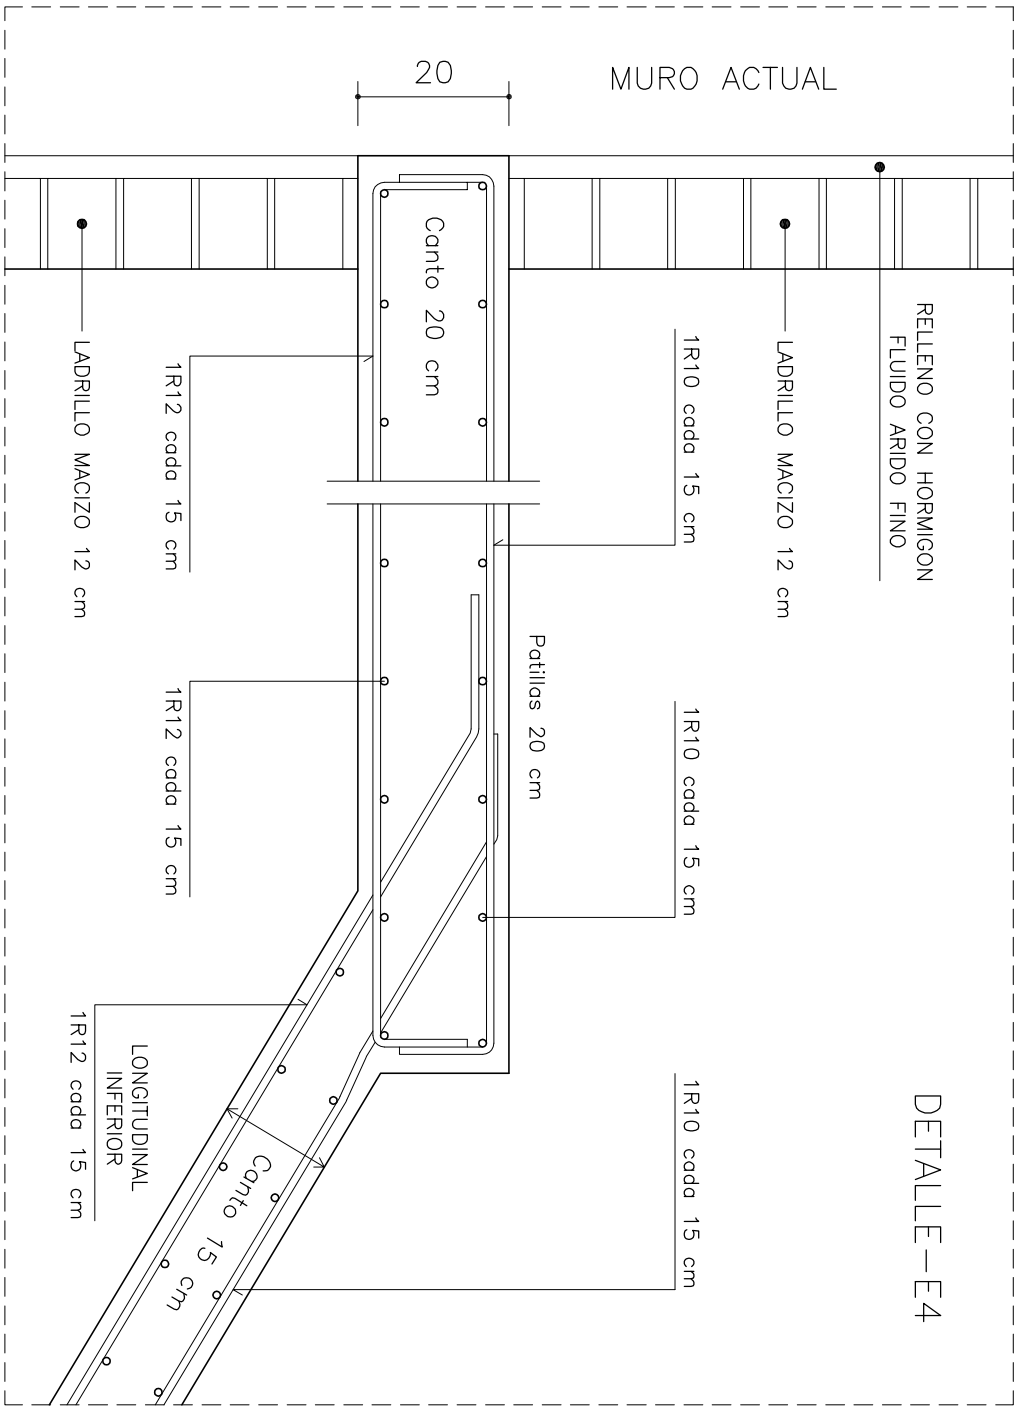 MURO ACTUAL
20
RELLENO CON HORMIGON
FLUIDO ARIDO FINO
LADRILLO MACIZO 12 cm
1R10 cada 15 cm
Canto 20 cm
1R12 cada 15 cm
LADRILLO MACIZO 12 cm
Patillas 20 cm
1R10 cada 15 cm
1R12 cada 15 cm
DETALLE-E4
1R10 cada 15 cm
Canto 15 cm
LONGITUDINAL
INFERIOR
1R12 cada 15 cm